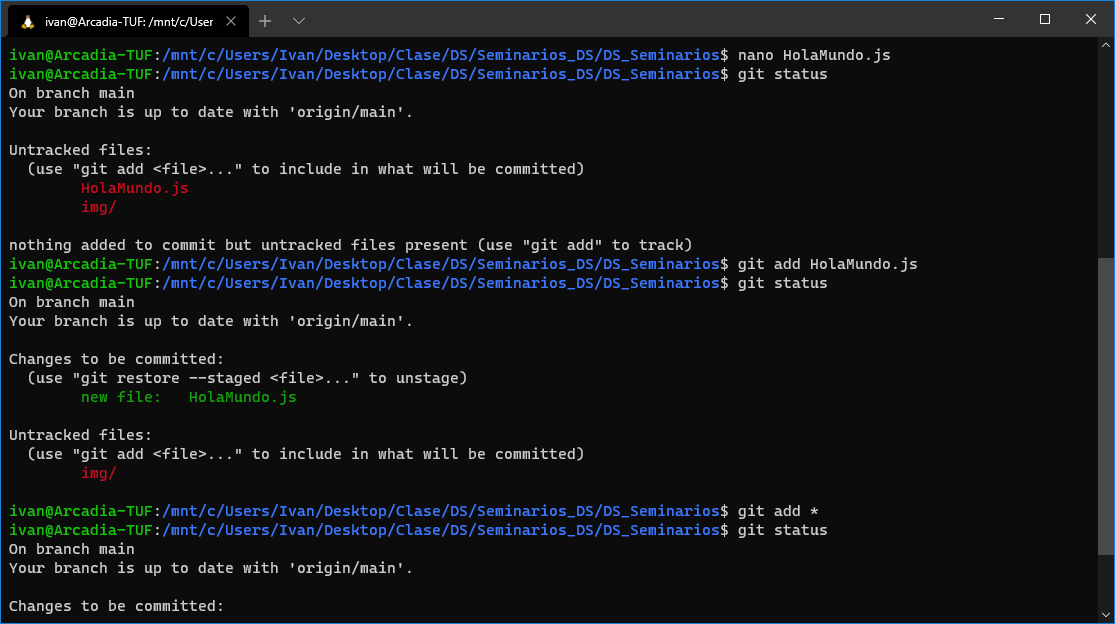 ivan@Arcadia-TUF: /mnt/c/User
ivan@Arcadia-TUF:/mnt/c/Users/Ivan/Desktop/Clase/DS/Seminarios_DS/DS_Seminarios$ nano HolaMundo.js
ivan@Arcadia-TUF:/mnt/c/Users/Ivan/Desktop/Clase/DS/Seminarios_DS/DS_Seminarios$ git status
On branch main
Your branch is up to date with 'origin/main'.

Untracked files:
  (use "git add <file>..." to include in what will be committed)
        HolaMundo.js
        img/

nothing added to commit but untracked files present (use "git add" to track)
ivan@Arcadia-TUF:/mnt/c/Users/Ivan/Desktop/Clase/DS/Seminarios_DS/DS_Seminarios$ git add HolaMundo.js
ivan@Arcadia-TUF:/mnt/c/Users/Ivan/Desktop/Clase/DS/Seminarios_DS/DS_Seminarios$ git status
On branch main
Your branch is up to date with 'origin/main'.

Changes to be committed:
  (use "git restore --staged <file>..." to unstage)
        new file:   HolaMundo.js

Untracked files:
  (use "git add <file>..." to include in what will be committed)
        img/

ivan@Arcadia-TUF:/mnt/c/Users/Ivan/Desktop/Clase/DS/Seminarios_DS/DS_Seminarios$ git add *
ivan@Arcadia-TUF:/mnt/c/Users/Ivan/Desktop/Clase/DS/Seminarios_DS/DS_Seminarios$ git status
On branch main
Your branch is up to date with 'origin/main'.

Changes to be committed: